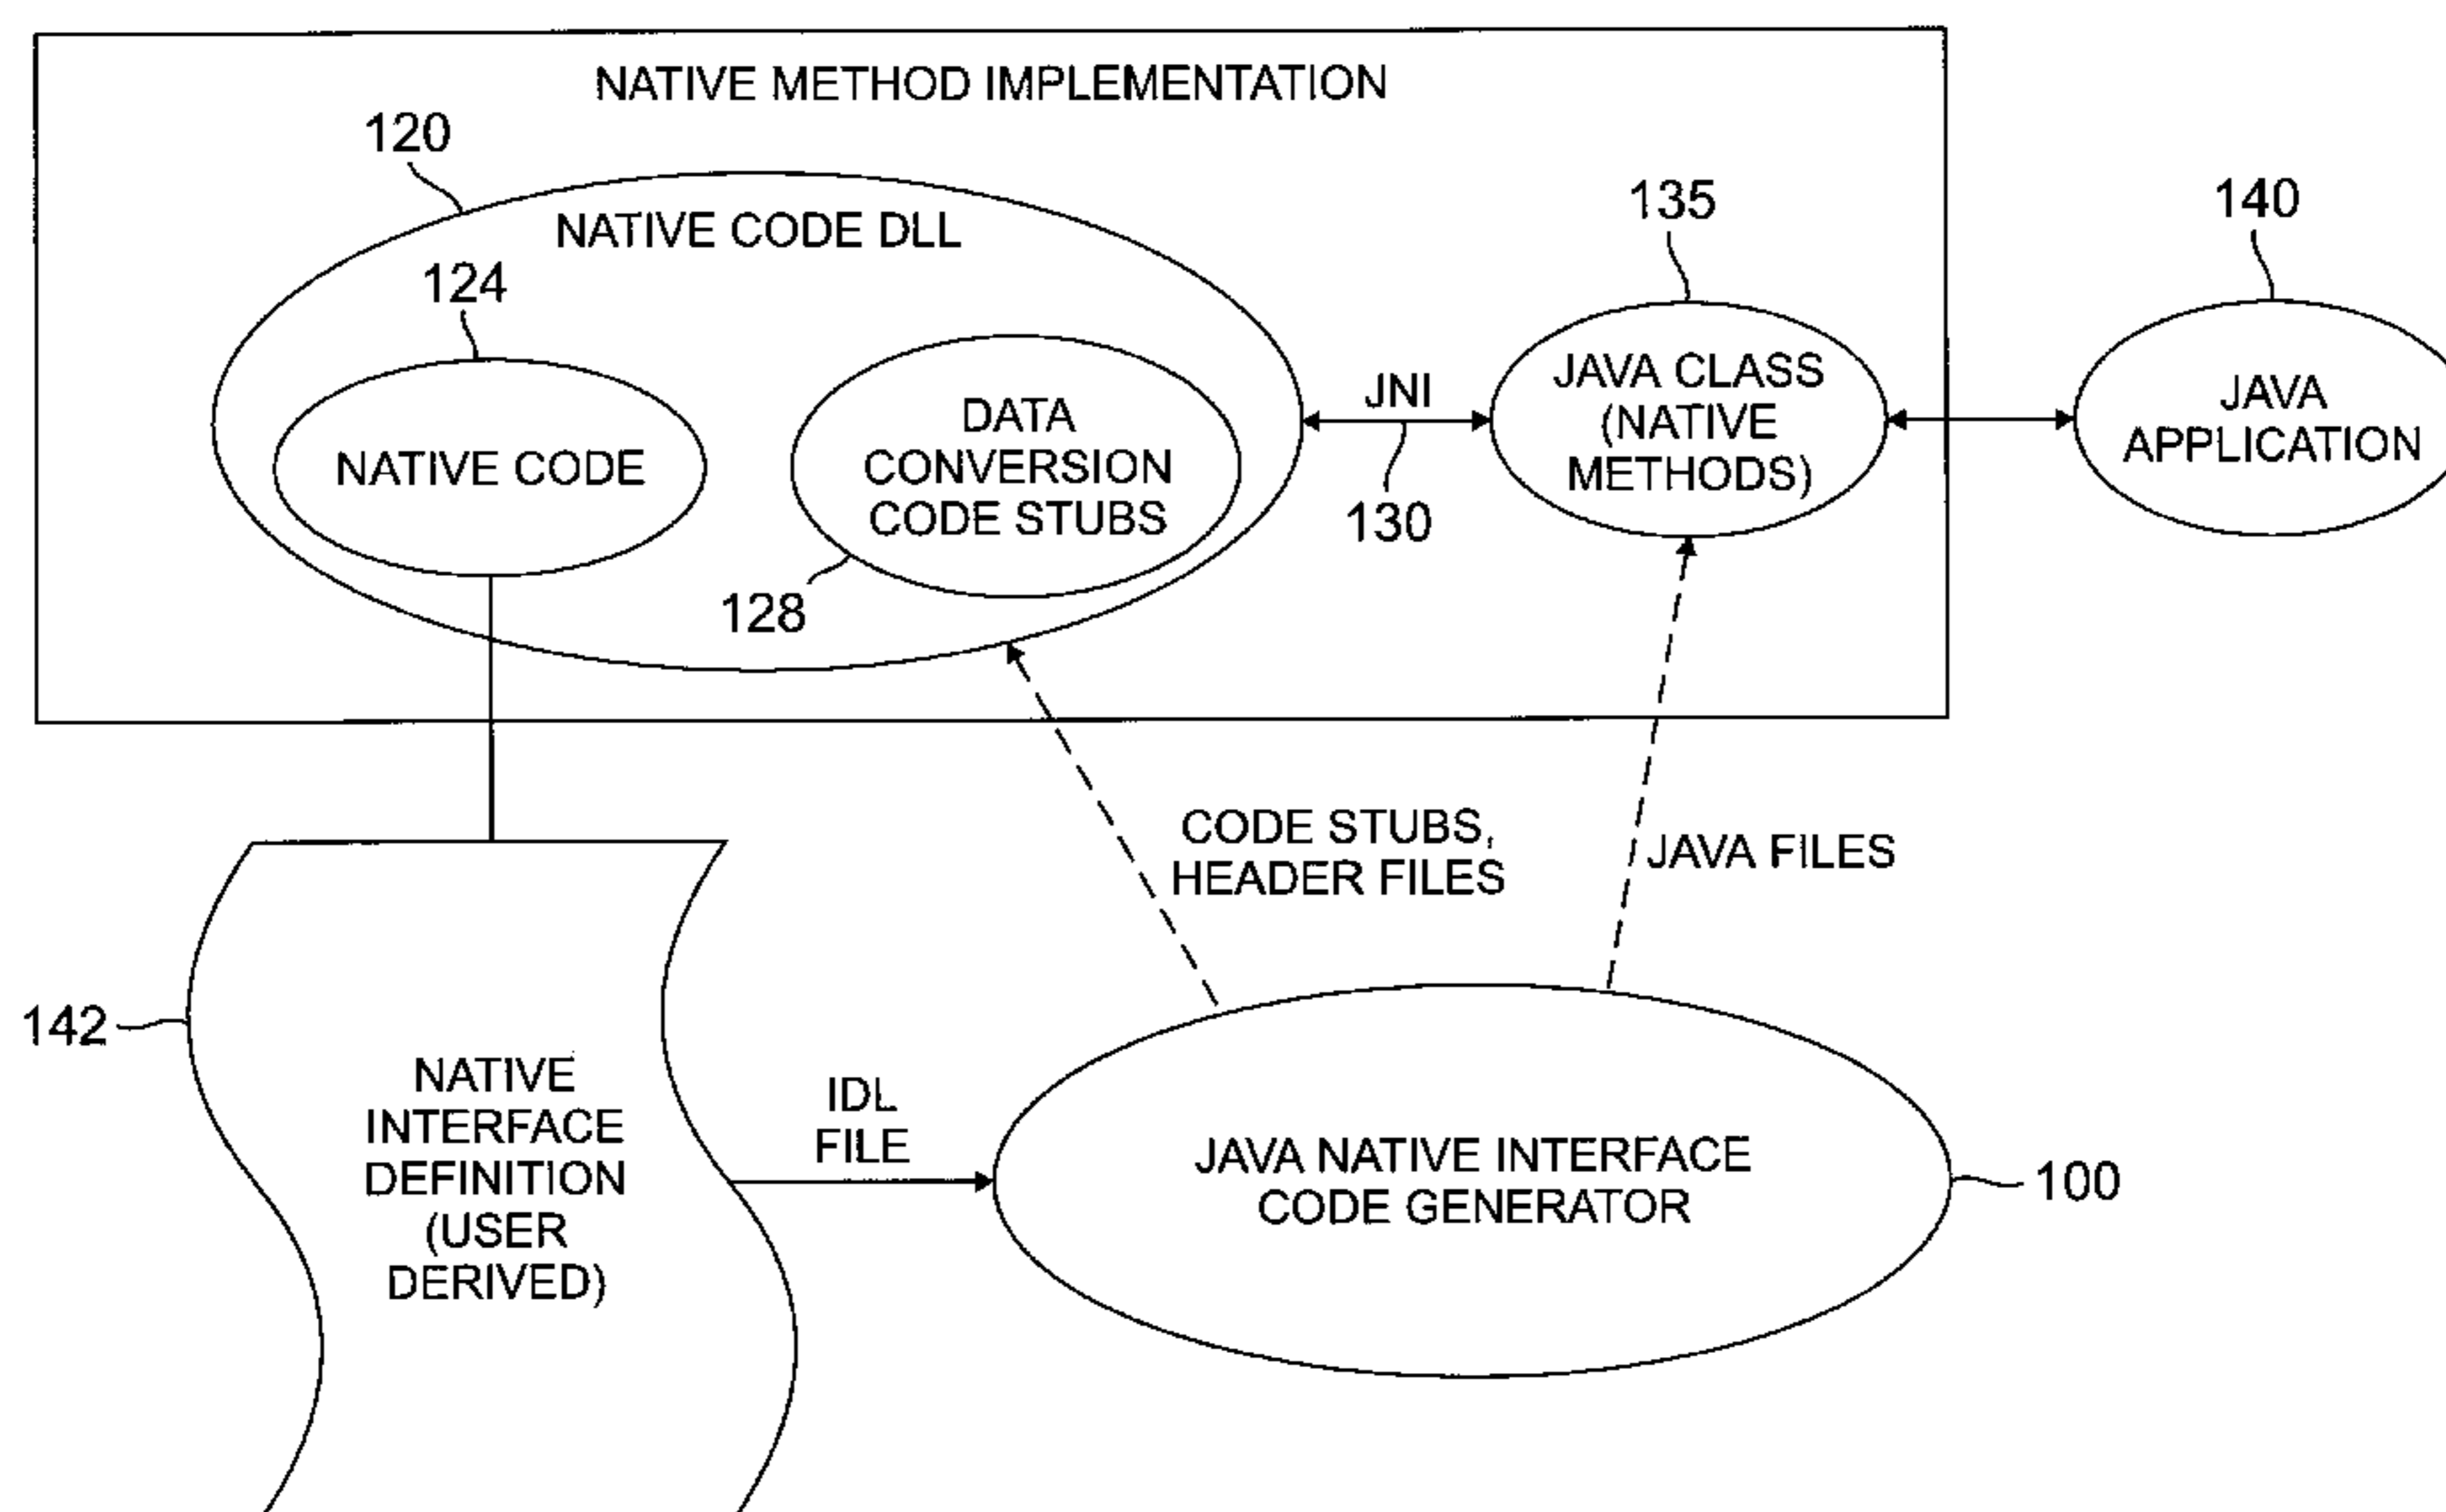 NATIVE METHOD IMPLEMENTATION
120
NATIVE CODE DLL
124
NATIVE CODE
DATA
CONVERSION
CODE STUBS
128
JNI
130
135
JAVA CLASS
(NATIVE
METHODS)
140
JAVA
APPLICATION
CODE STUBS,
HEADER FILES
JAVA FILES
142
NATIVE
INTERFACE
DEFINITION
(USER
DERIVED)
IDL
FILE
JAVA NATIVE INTERFACE
CODE GENERATOR
100